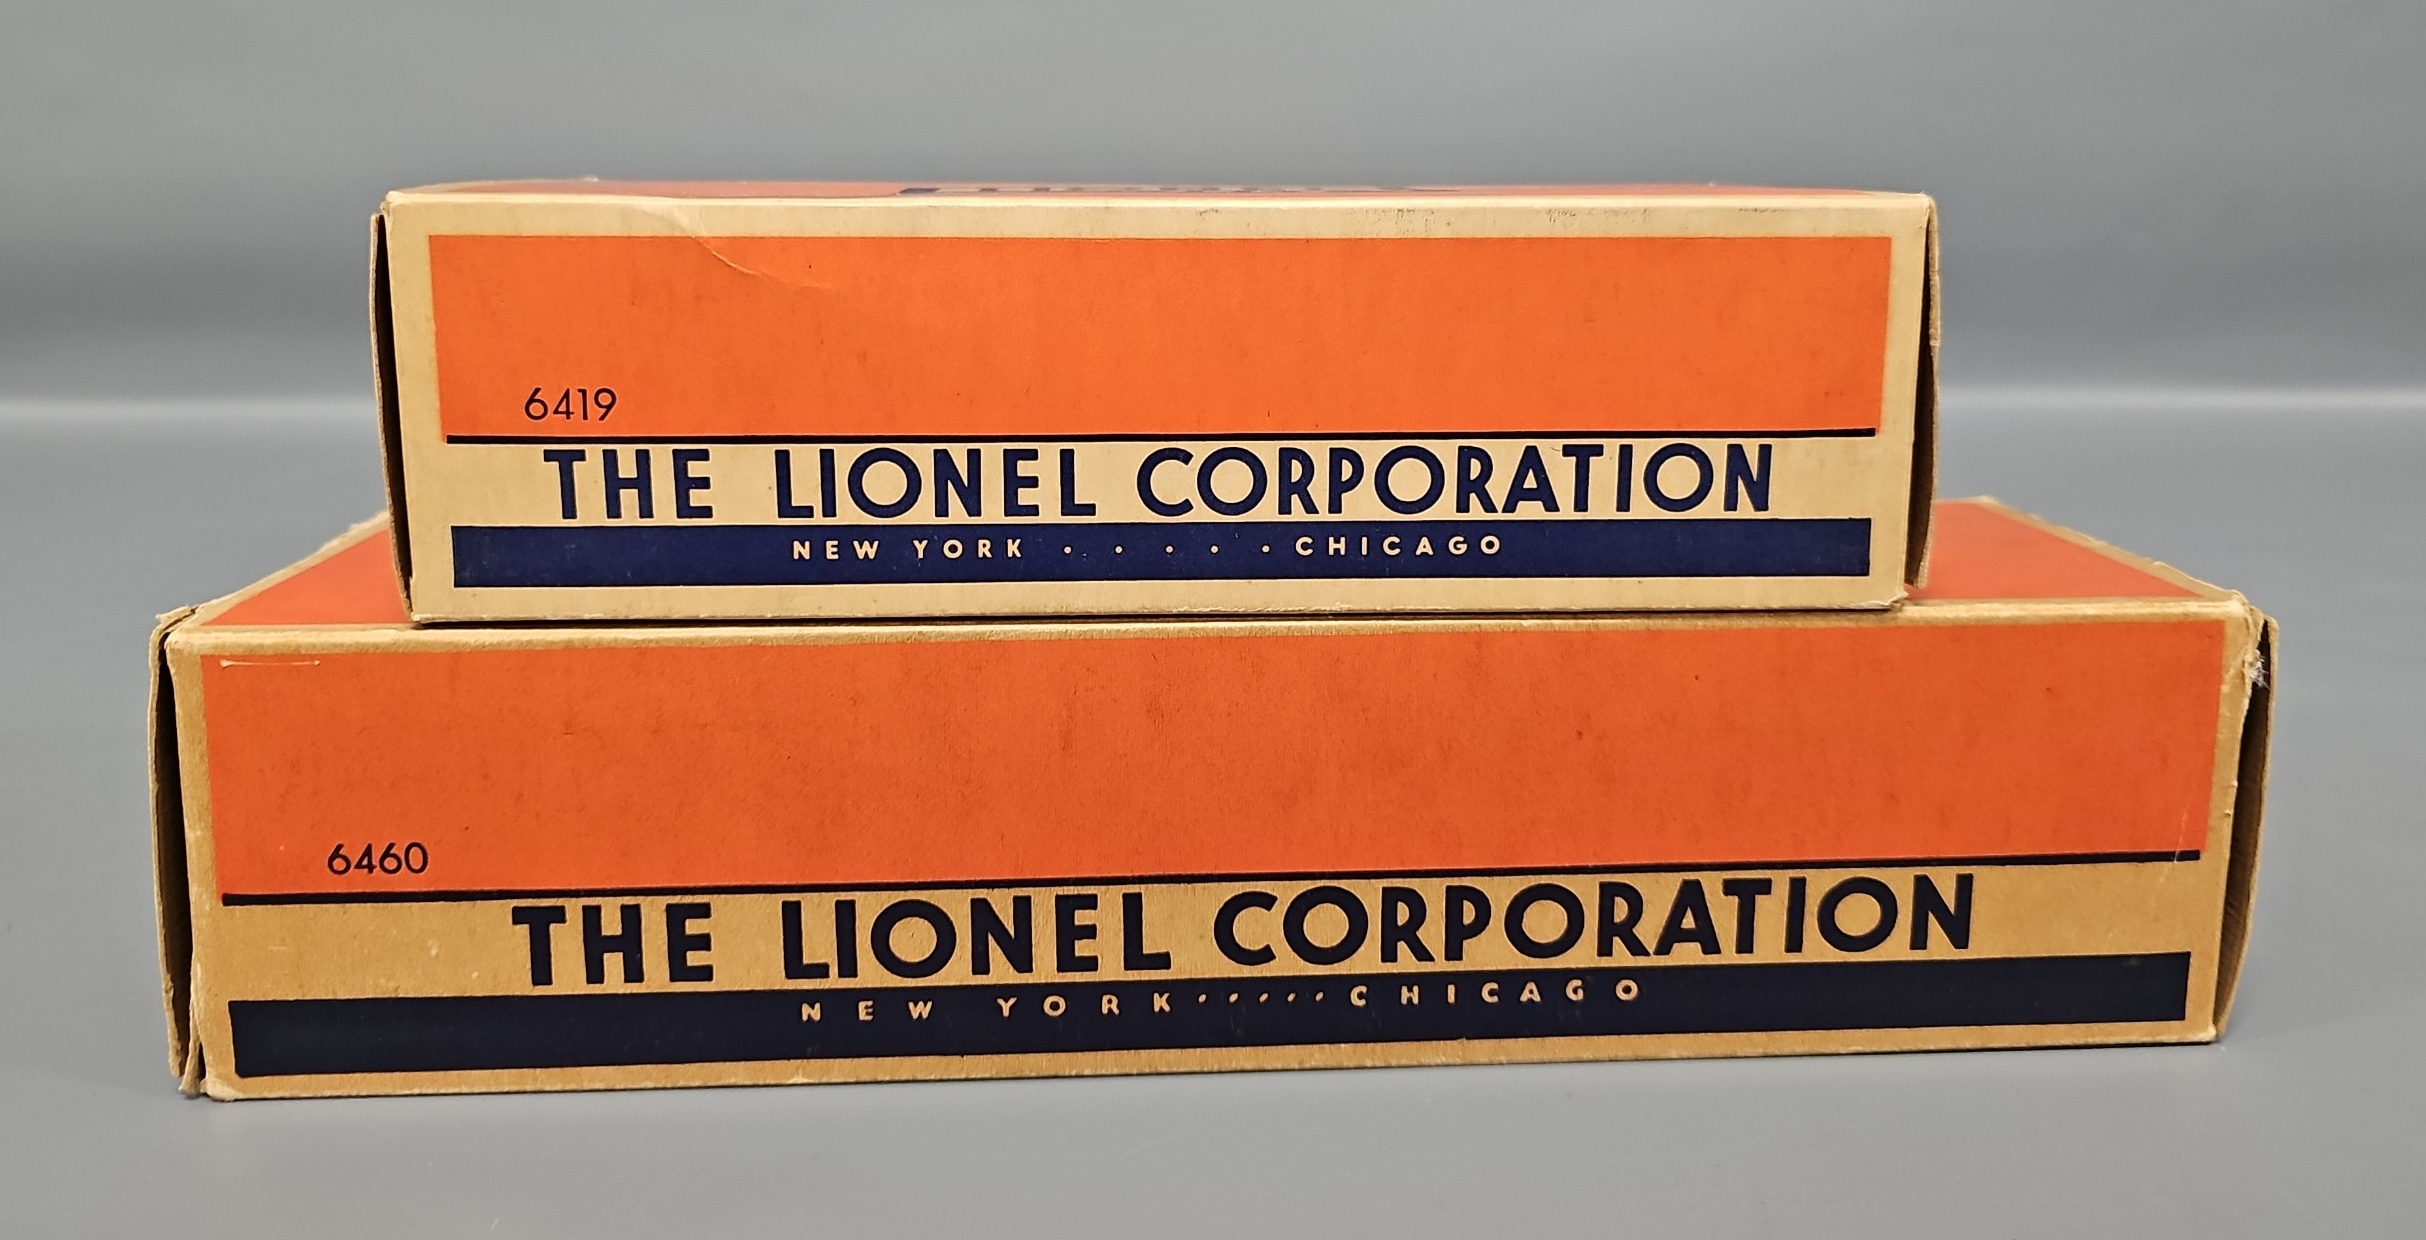 6419
THE LIONEL CORPORATION
NEW YORK . . . . . CHICAGO
6460
THE LIONEL CORPORATION
NEW YORK ...... CHICAGO